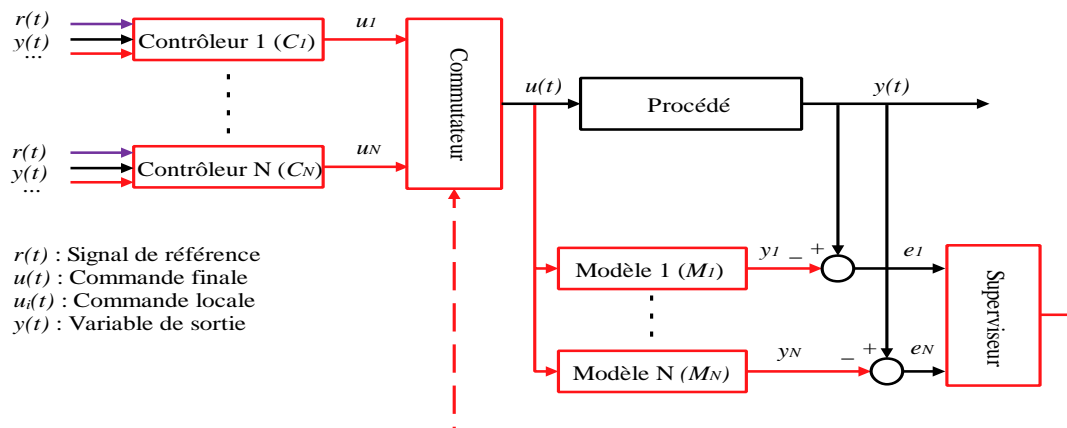 r(t)
y(t)
...
Contrôleur 1 (C1)
u1
Commutateur
u(t)
Procédé
y(t)
r(t)
y(t)
...
Contrôleur N (CN)
uN
r(t) : Signal de référence
u(t) : Commande finale
ui(t) : Commande locale
y(t) : Variable de sortie
Modèle 1 (M1)
y1
−
+
e1
Superviseur
Modèle N (MN)
yN
−
+
eN